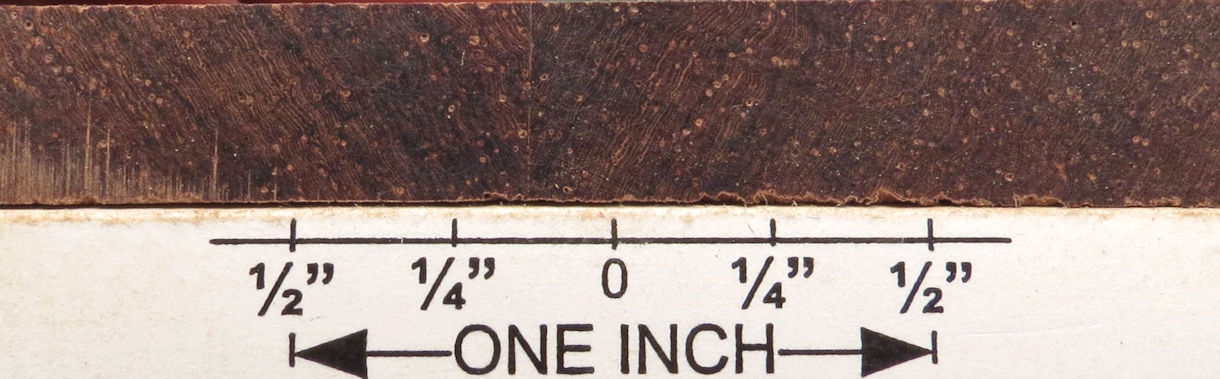 ½” ¼” 0 ¼” ½”
ONE INCH